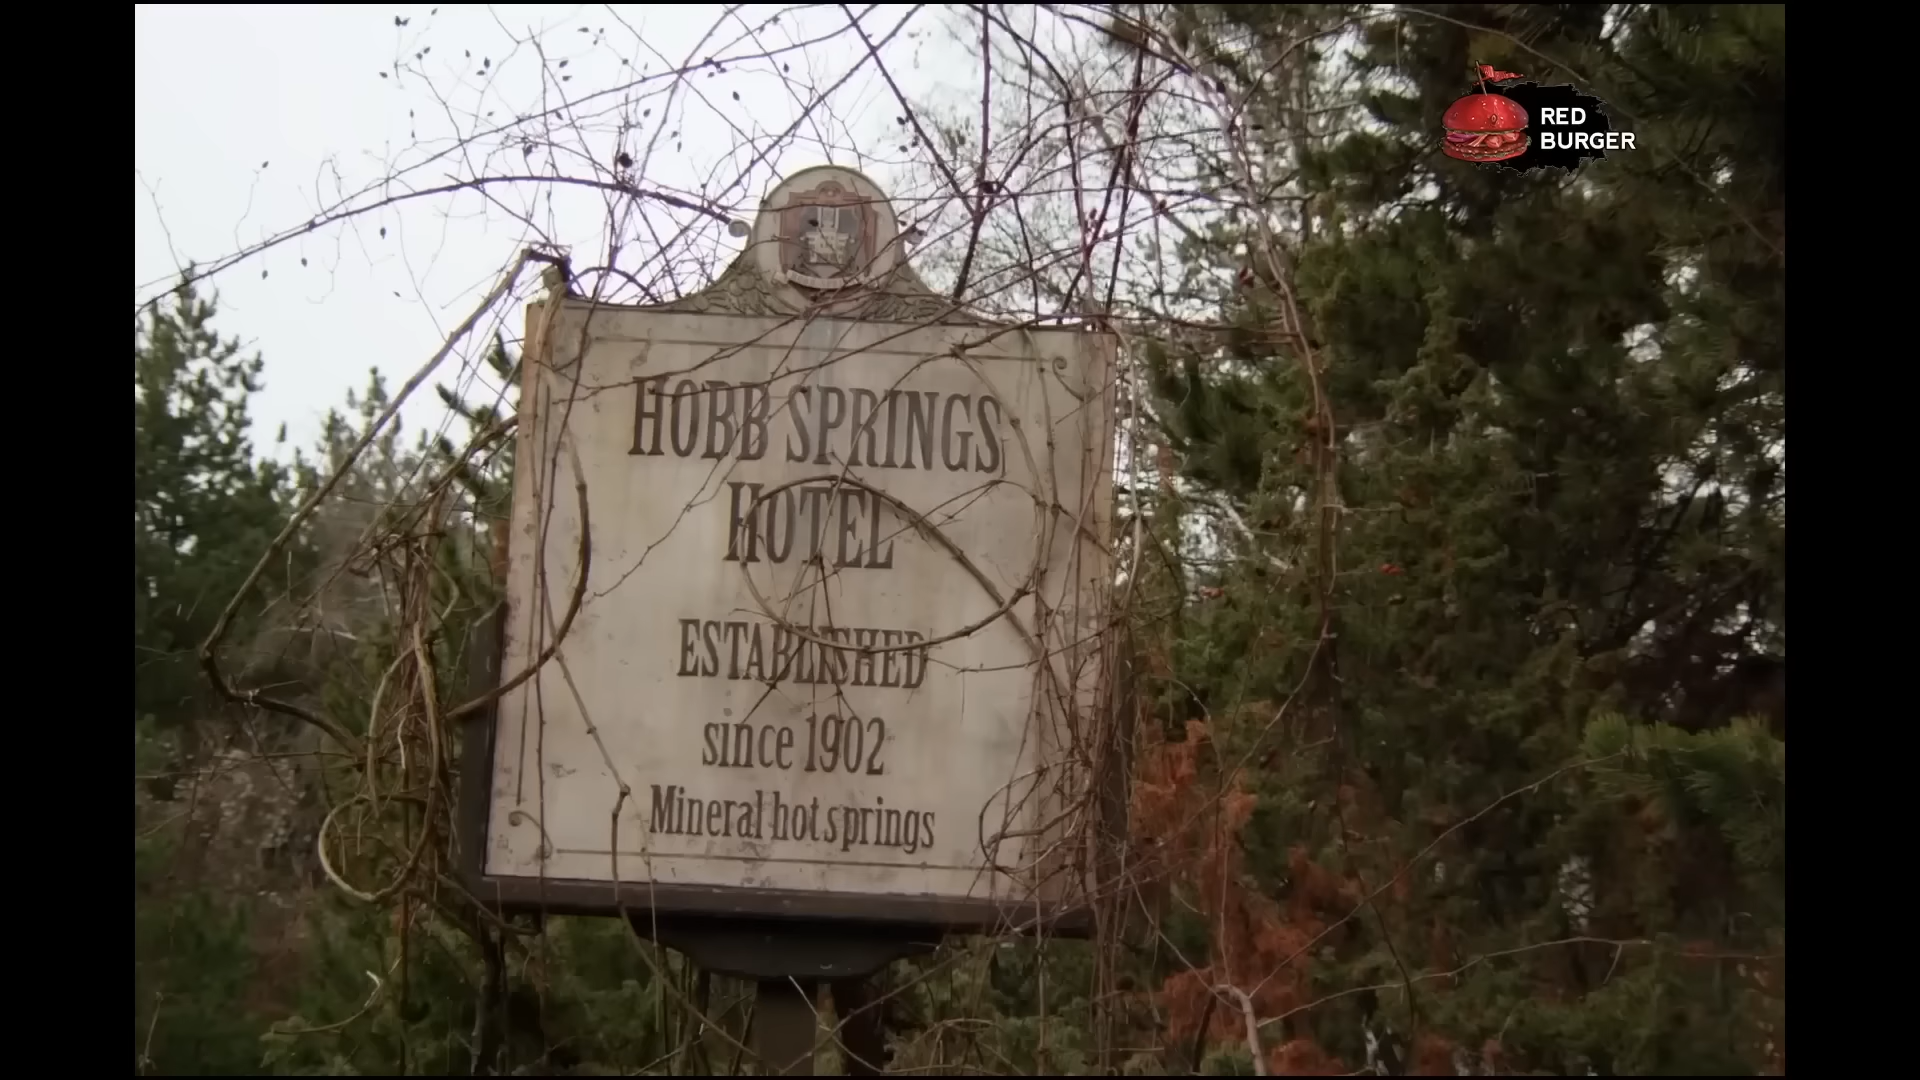 RED
BURGER
HOBB SPRINGS
HOTEL
ESTABLISHED
since 1902
Mineral hot springs